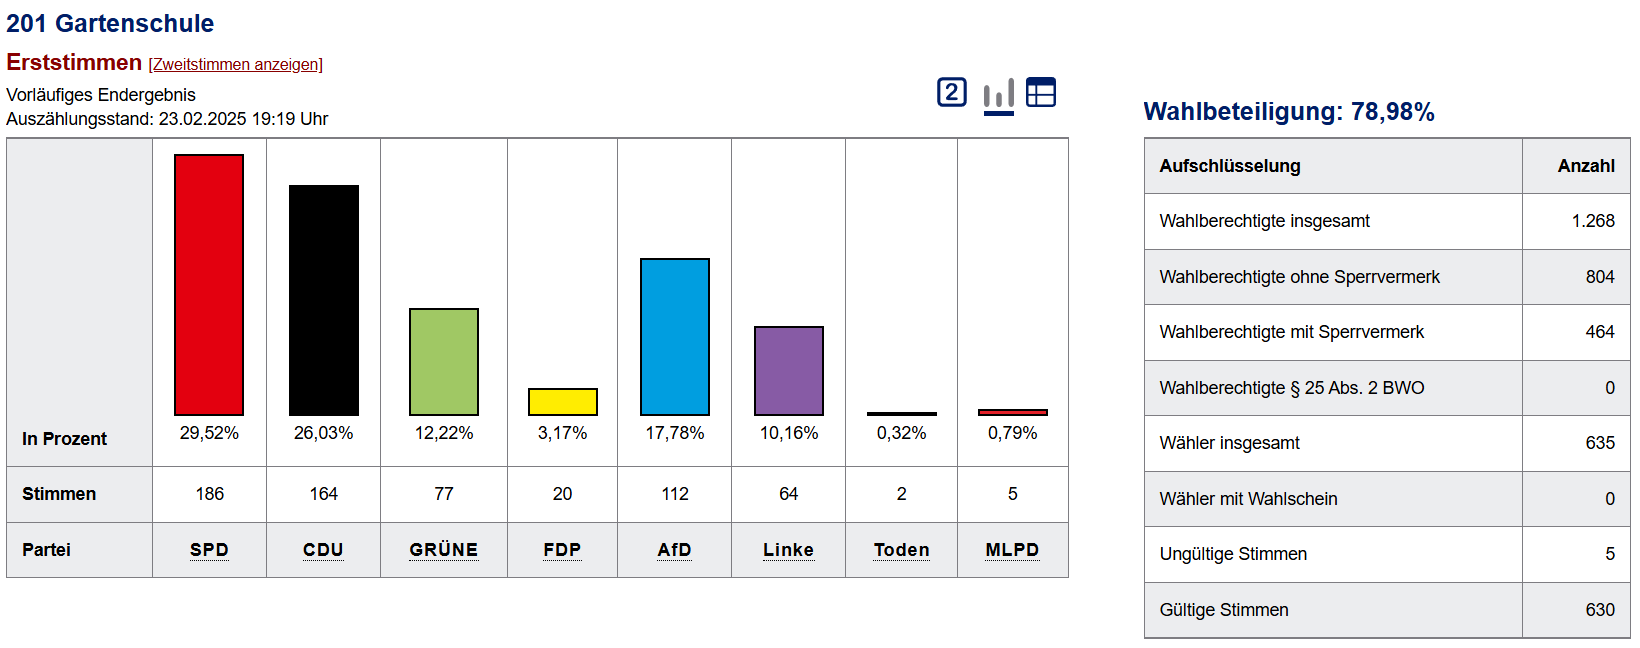 201 Gartenschule
Erststimmen [Zweitstimmen anzeigen]
Vorläufiges Endergebnis
Auszählungsstand: 23.02.2025 19:19 Uhr
2
In Prozent 29,52% 26,03% 12,22% 3,17% 17,78% 10,16% 0,32% 0,79%
Stimmen 186 164 77 20 112 64 2 5
Partei SPD CDU GRÜNE FDP AfD Linke Toden MLPD
Wahlbeteiligung: 78,98%
Aufschlüsselung Anzahl
Wahlberechtigte insgesamt 1.268
Wahlberechtigte ohne Sperrvermerk 804
Wahlberechtigte mit Sperrvermerk 464
Wahlberechtigte § 25 Abs. 2 BWO 0
Wähler insgesamt 635
Wähler mit Wahlschein 0
Ungültige Stimmen 5
Gültige Stimmen 630